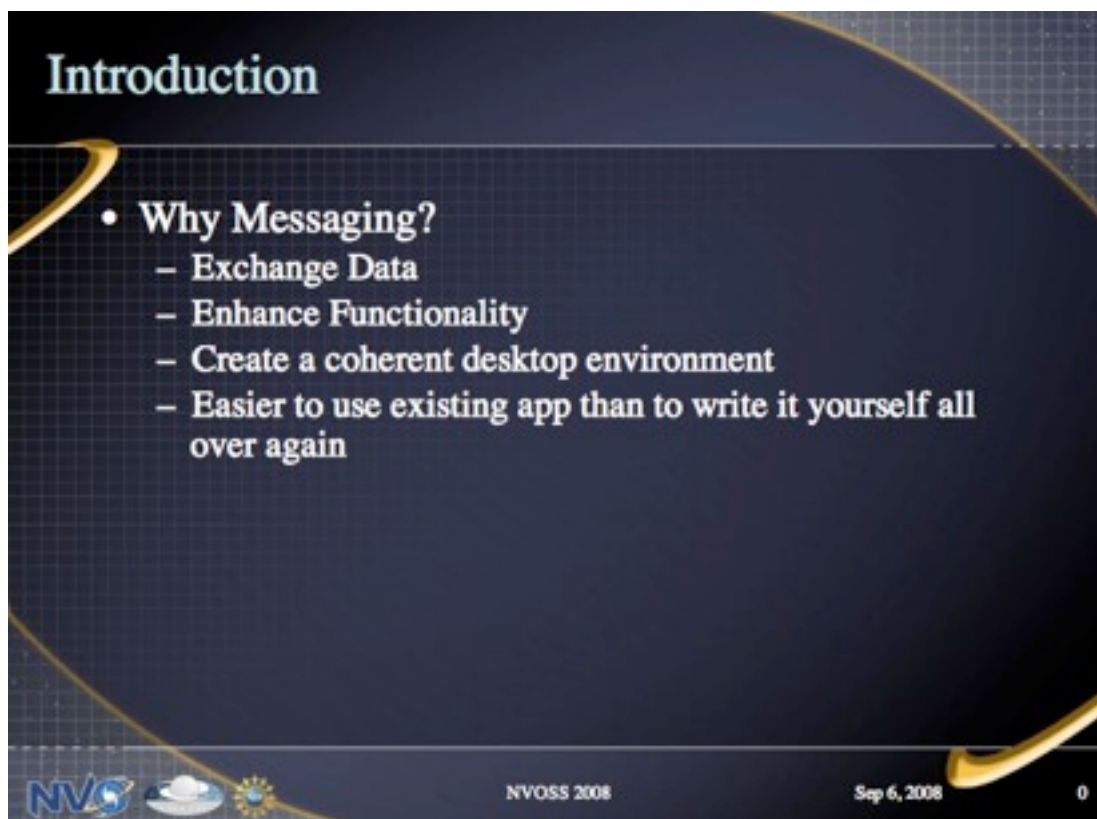 Introduction
• Why Messaging?
– Exchange Data
– Enhance Functionality
– Create a coherent desktop environment
– Easier to use existing app than to write it yourself all
over again
NVO
NVOSS 2008
Sep 6, 2008
0